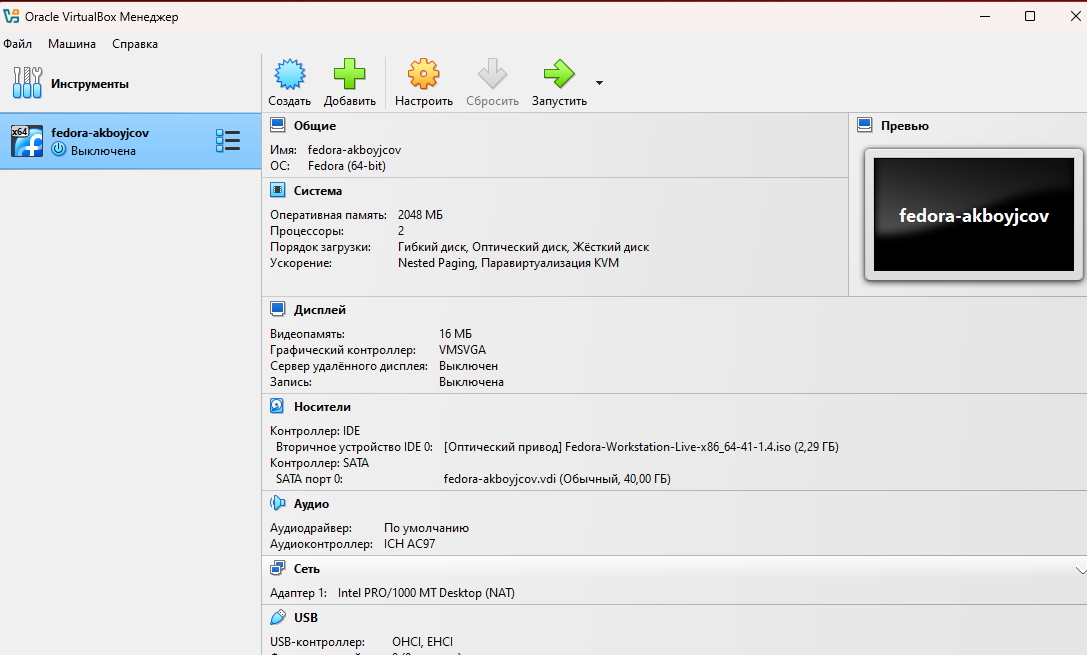 Oracle VirtualBox Менеджер
Файл Машина Справка
Инструменты
Создать Добавить Настроить Сбросить Запустить
x64
fedora-akboyjcov
Выключена
Общие
Имя: fedora-akboyjcov
ОС: Fedora (64-bit)
Превью
fedora-akboyjcov
Система
Оперативная память: 2048 МБ
Процессоры: 2
Порядок загрузки: Гибкий диск, Оптический диск, Жёсткий диск
Ускорение: Nested Paging, Паравиртуализация KVM
Дисплей
Видеопамять: 16 МБ
Графический контроллер: VMSVGA
Сервер удалённого дисплея: Выключен
Запись: Выключена
Носители
Контроллер: IDE
Вторичное устройство IDE 0: [Оптический привод] Fedora-Workstation-Live-x86_64-41-1.4.iso (2,29 ГБ)
Контроллер: SATA
SATA порт 0: fedora-akboyjcov.vdi (Обычный, 40,00 ГБ)
Аудио
Аудиодрайвер: По умолчанию
Аудиоконтроллер: ICH AC97
Сеть
Адаптер 1: Intel PRO/1000 MT Desktop (NAT)
USB
USB-контроллер: OHCI, EHCI